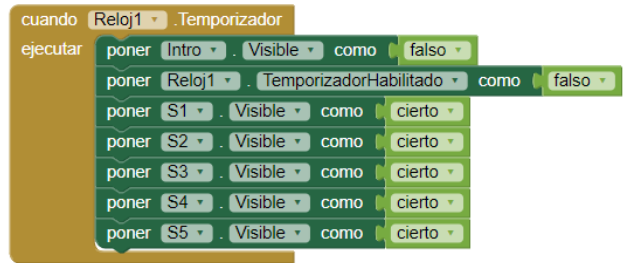 cuando Reloj1 .Temporizador
ejecutar poner Intro . Visible como falso
poner Reloj1 . TemporizadorHabilitado como falso
poner S1 . Visible como cierto
poner S2 . Visible como cierto
poner S3 . Visible como cierto
poner S4 . Visible como cierto
poner S5 . Visible como cierto